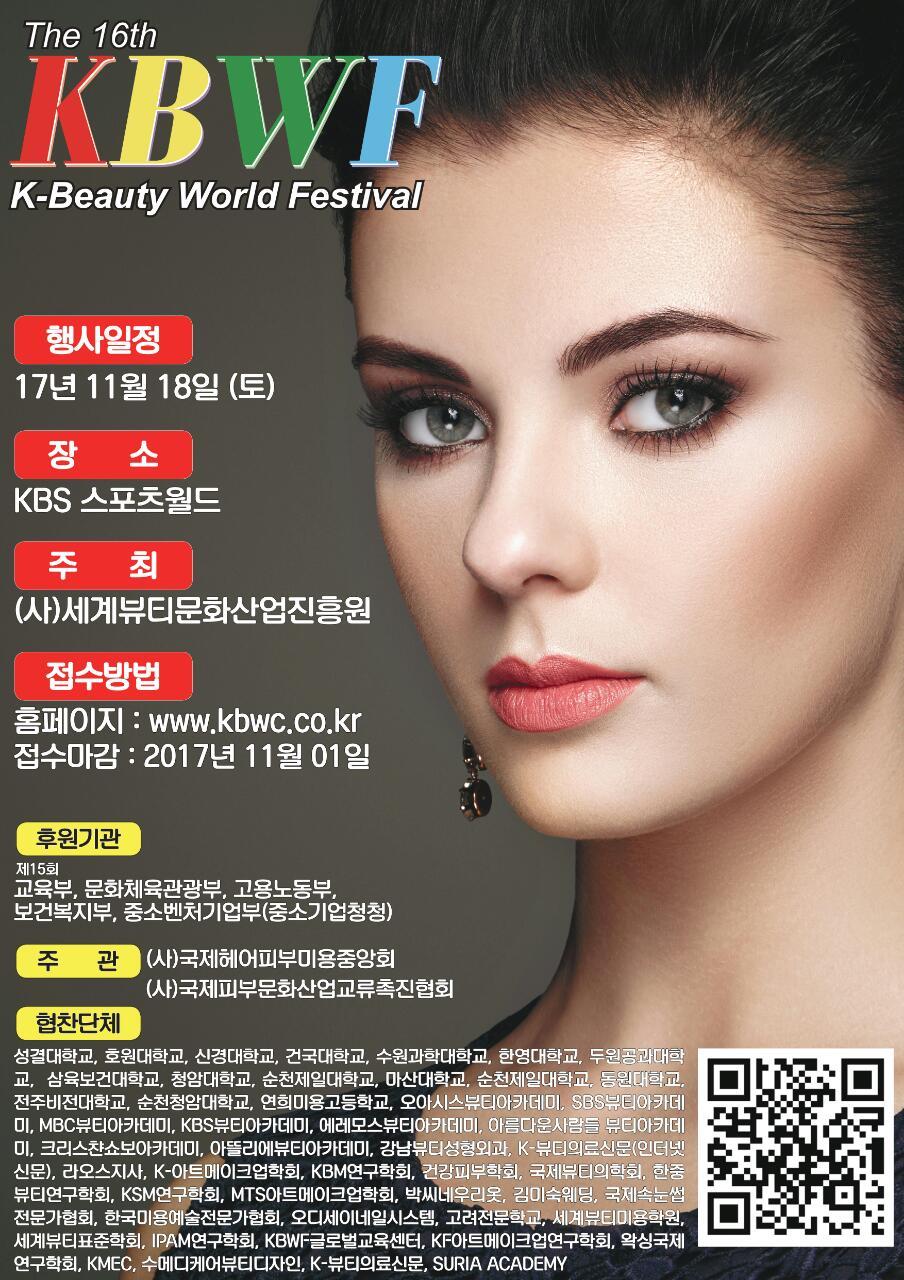 The 16th
KBWF
K-Beauty World Festival
행사일정
17년 11월 18일 (토)
장 소
KBS 스포츠월드
주 최
(사)세계뷰티문화산업진흥원
접수방법
홈페이지 : www.kbwc.co.kr
접수마감 : 2017년 11월 01일
후원기관
제15회
교육부, 문화체육관광부, 고용노동부,
보건복지부, 중소벤처기업부(중소기업청청)
주 관
(사)국제헤어피부미용중앙회
(사)국제피부문화산업교류촉진협회
협찬단체
성결대학교, 호원대학교, 신경대학교, 건국대학교, 수원과학대학교, 한영대학교, 두원공과대학
교, 삼육보건대학교, 청암대학교, 순천제일대학교, 마산대학교, 순천제일대학교, 동원대학교,
전주비전대학교, 순천청암대학교, 연희미용고등학교, 오아시스뷰티아카데미, SBS뷰티아카데
미, MBC뷰티아카데미, KBS뷰티아카데미, 에레모스뷰티아카데미, 아름다운사람들 뷰티아카데
미, 크리스챤쇼보아카데미, 아뜰리에뷰티아카데미, 강남뷰티성형외과, K-뷰티의료신문(인터넷
신문), 라오스지사, K-아트메이크업학회, KBM연구학회, 건강피부학회, 국제뷰티의학회, 한중
뷰티연구학회, KSM연구학회, MTS아트메이크업학회, 박씨네우리옷, 김미숙웨딩, 국제속눈썹
전문가협회, 한국미용예술전문가협회, 오디세이네일시스템, 고려전문학교, 세계뷰티미용학원,
세계뷰티표준학회, IPAM연구학회, KBWF글로벌교육센터, KF아트메이크업연구학회, 왁싱국제
연구학회, KMEC, 수메디케어뷰티디자인, K-뷰티의료신문, SURIA ACADEMY